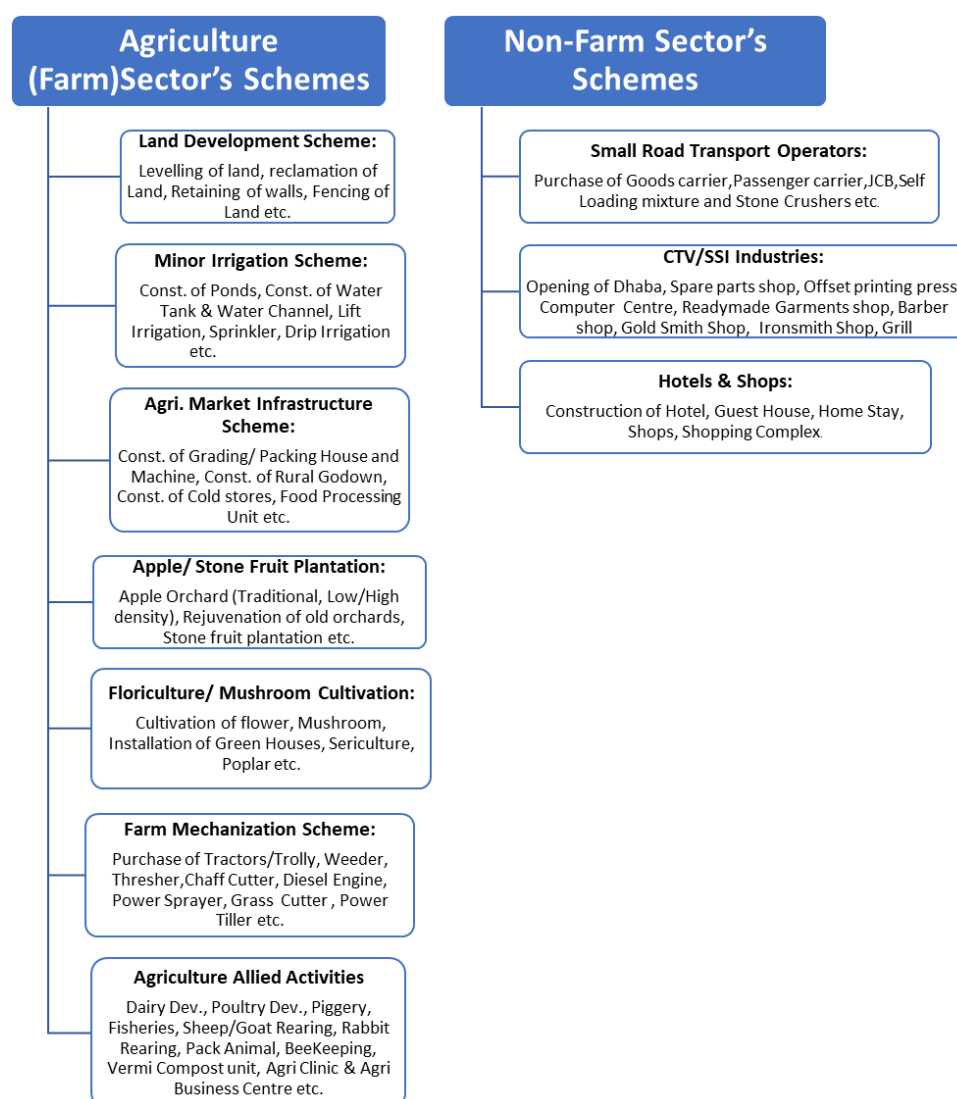 Agriculture
(Farm)Sector's Schemes
Land Development Scheme:
Levelling of land, reclamation of
Land, Retaining of walls, Fencing of
Land etc.
Minor Irrigation Scheme:
Const. of Ponds, Const. of Water
Tank & Water Channel, Lift
Irrigation, Sprinkler, Drip Irrigation
etc.
Agri. Market Infrastructure
Scheme:
Const. of Grading/ Packing House and
Machine, Const. of Rural Godown,
Const. of Cold stores, Food Processing
Unit etc.
Apple/ Stone Fruit Plantation:
Apple Orchard (Traditional, Low/High
density), Rejuvenation of old orchards,
Stone fruit plantation etc.
Floriculture/ Mushroom Cultivation:
Cultivation of flower, Mushroom,
Installation of Green Houses, Sericulture,
Poplar etc.
Farm Mechanization Scheme:
Purchase of Tractors/Trolly, Weeder,
Thresher,Chaff Cutter, Diesel Engine,
Power Sprayer, Grass Cutter , Power
Tiller etc.
Agriculture Allied Activities
Dairy Dev., Poultry Dev., Piggery,
Fisheries, Sheep/Goat Rearing, Rabbit
Rearing, Pack Animal, BeeKeeping,
Vermi Compost unit, Agri Clinic & Agri
Business Centre etc.
Non-Farm Sector's
Schemes
Small Road Transport Operators:
Purchase of Goods carrier,Passenger carrier,JCB,Self
Loading mixture and Stone Crushers etc.
CTV/SSI Industries:
Opening of Dhaba, Spare parts shop, Offset printing press
Computer Centre, Readymade Garments shop, Barber
shop, Gold Smith Shop, Ironsmith Shop, Grill
Hotels & Shops:
Construction of Hotel, Guest House, Home Stay,
Shops, Shopping Complex.